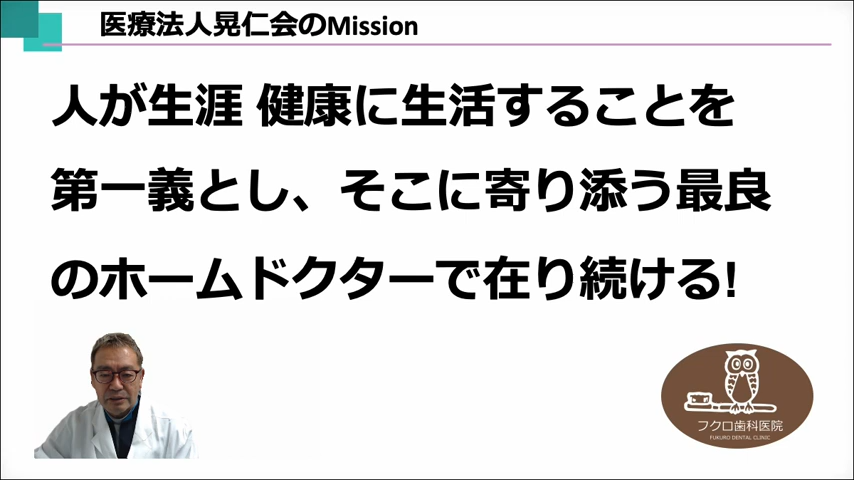 医療法人晃仁会のMission
人が生涯 健康に生活することを
第一義とし、そこに寄り添う最良
のホームドクターで在り続ける!
フクロ歯科医院
FUKURO DENTAL CLINIC